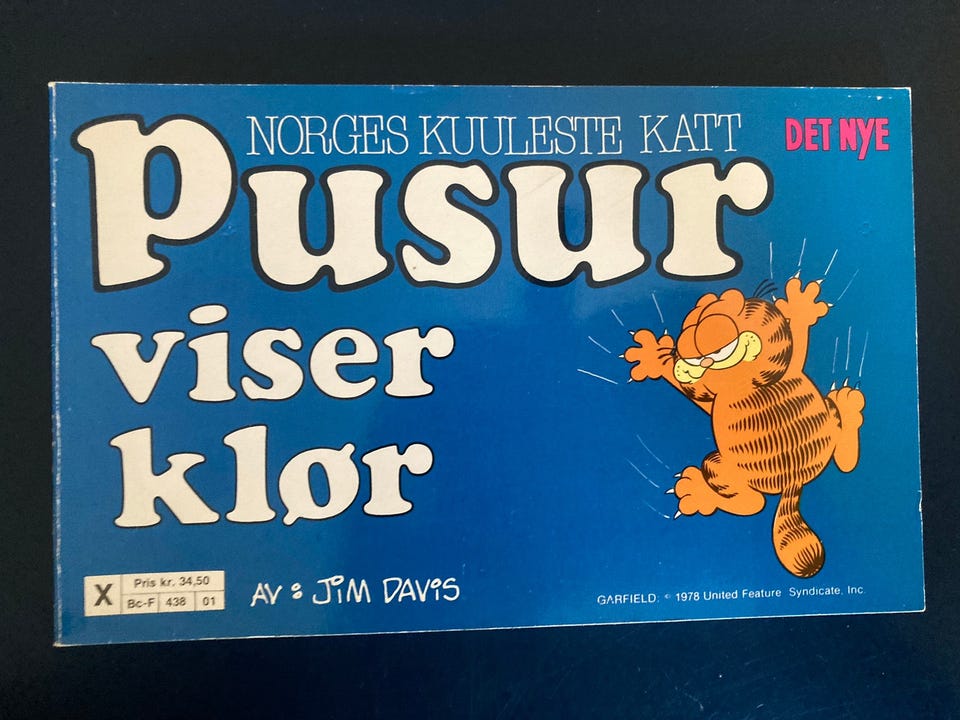 NORGES KUULESTE KATT
DET NYE
Pusur
viser
klør
X
Pris kr. 34,50
Bc-F 438 01
AV: JIM DAVIS
GARFIELD: © 1978 United Feature Syndicate, Inc.